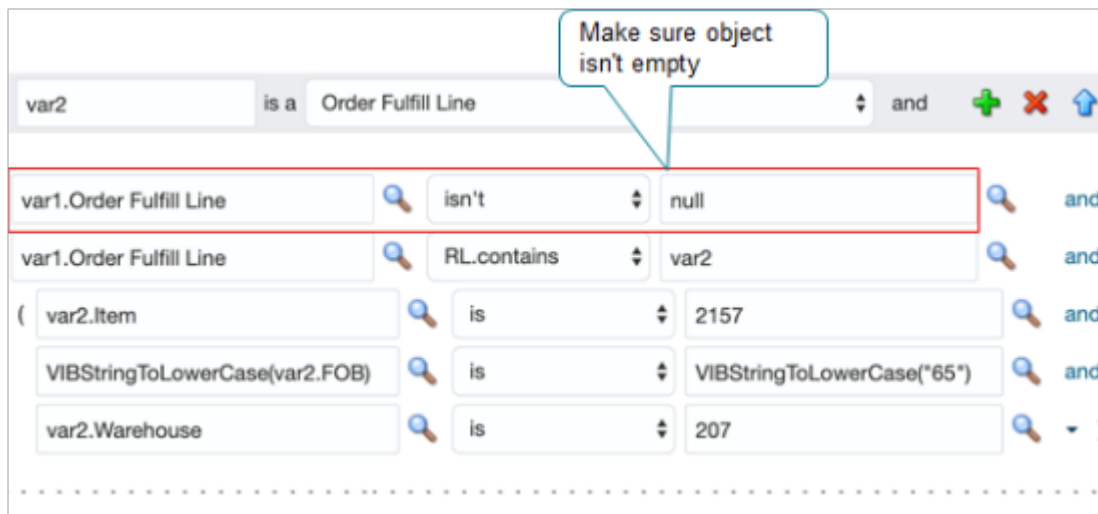 Make sure object
isn't empty
var2 is a Order Fulfill Line and
var1.Order Fulfill Line isn't null and
var1.Order Fulfill Line RL.contains var2 and
( var2.Item is 2157 and
VIBStringToLowerCase(var2.FOB) is VIBStringToLowerCase("65") and
var2.Warehouse is 207